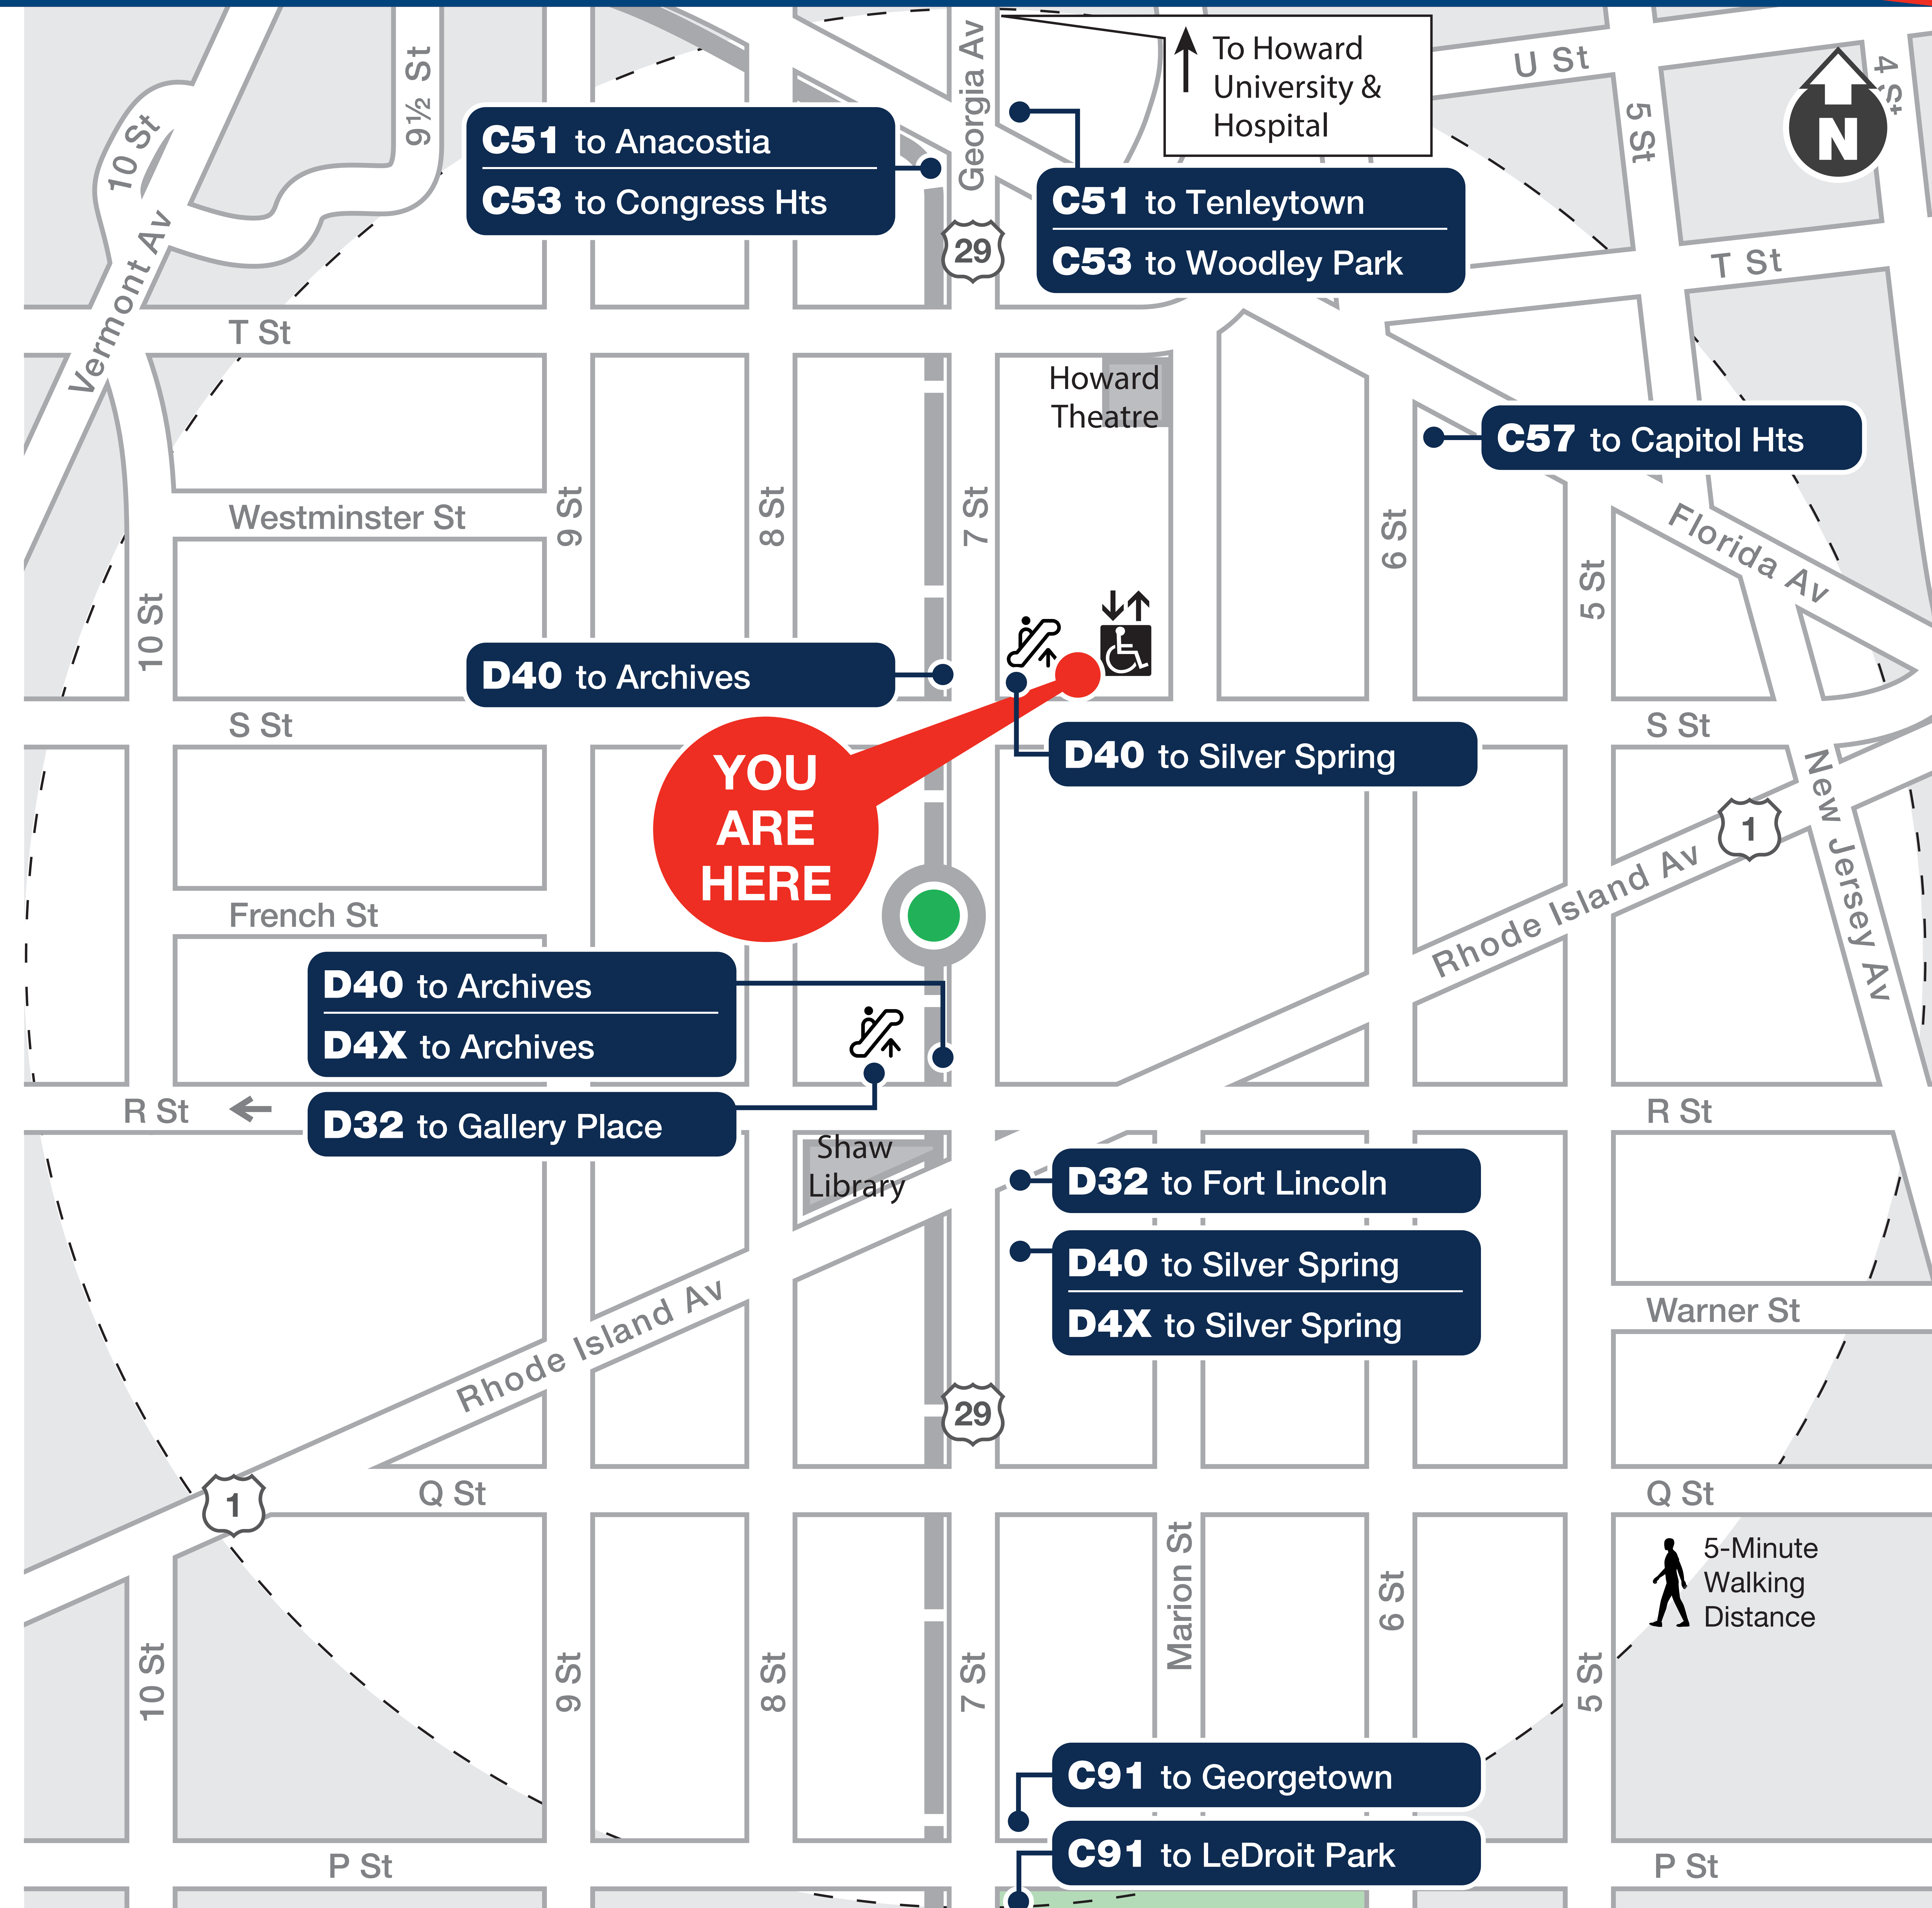 To Howard
University &
Hospital
U St
4 St
5 St
N
9½ St
10 St
Georgia Av
C51 to Anacostia
C53 to Congress Hts
C51 to Tenleytown
C53 to Woodley Park
29
T St
Vermont Av
T St
Howard
Theatre
C57 to Capitol Hts
Westminster St
9 St
8 St
7 St
6 St
5 St
Florida Av
10 St
D40 to Archives
S St
YOU
ARE
HERE
D40 to Silver Spring
S St
1
New Jersey Av
Rhode Island Av
French St
D40 to Archives
D4X to Archives
R St
D32 to Gallery Place
R St
Shaw
Library
D32 to Fort Lincoln
D40 to Silver Spring
D4X to Silver Spring
Warner St
Rhode Island Av
29
1
Q St
Q St
5-Minute
Walking
Distance
10 St
9 St
8 St
7 St
Marion St
6 St
5 St
C91 to Georgetown
C91 to LeDroit Park
P St
P St